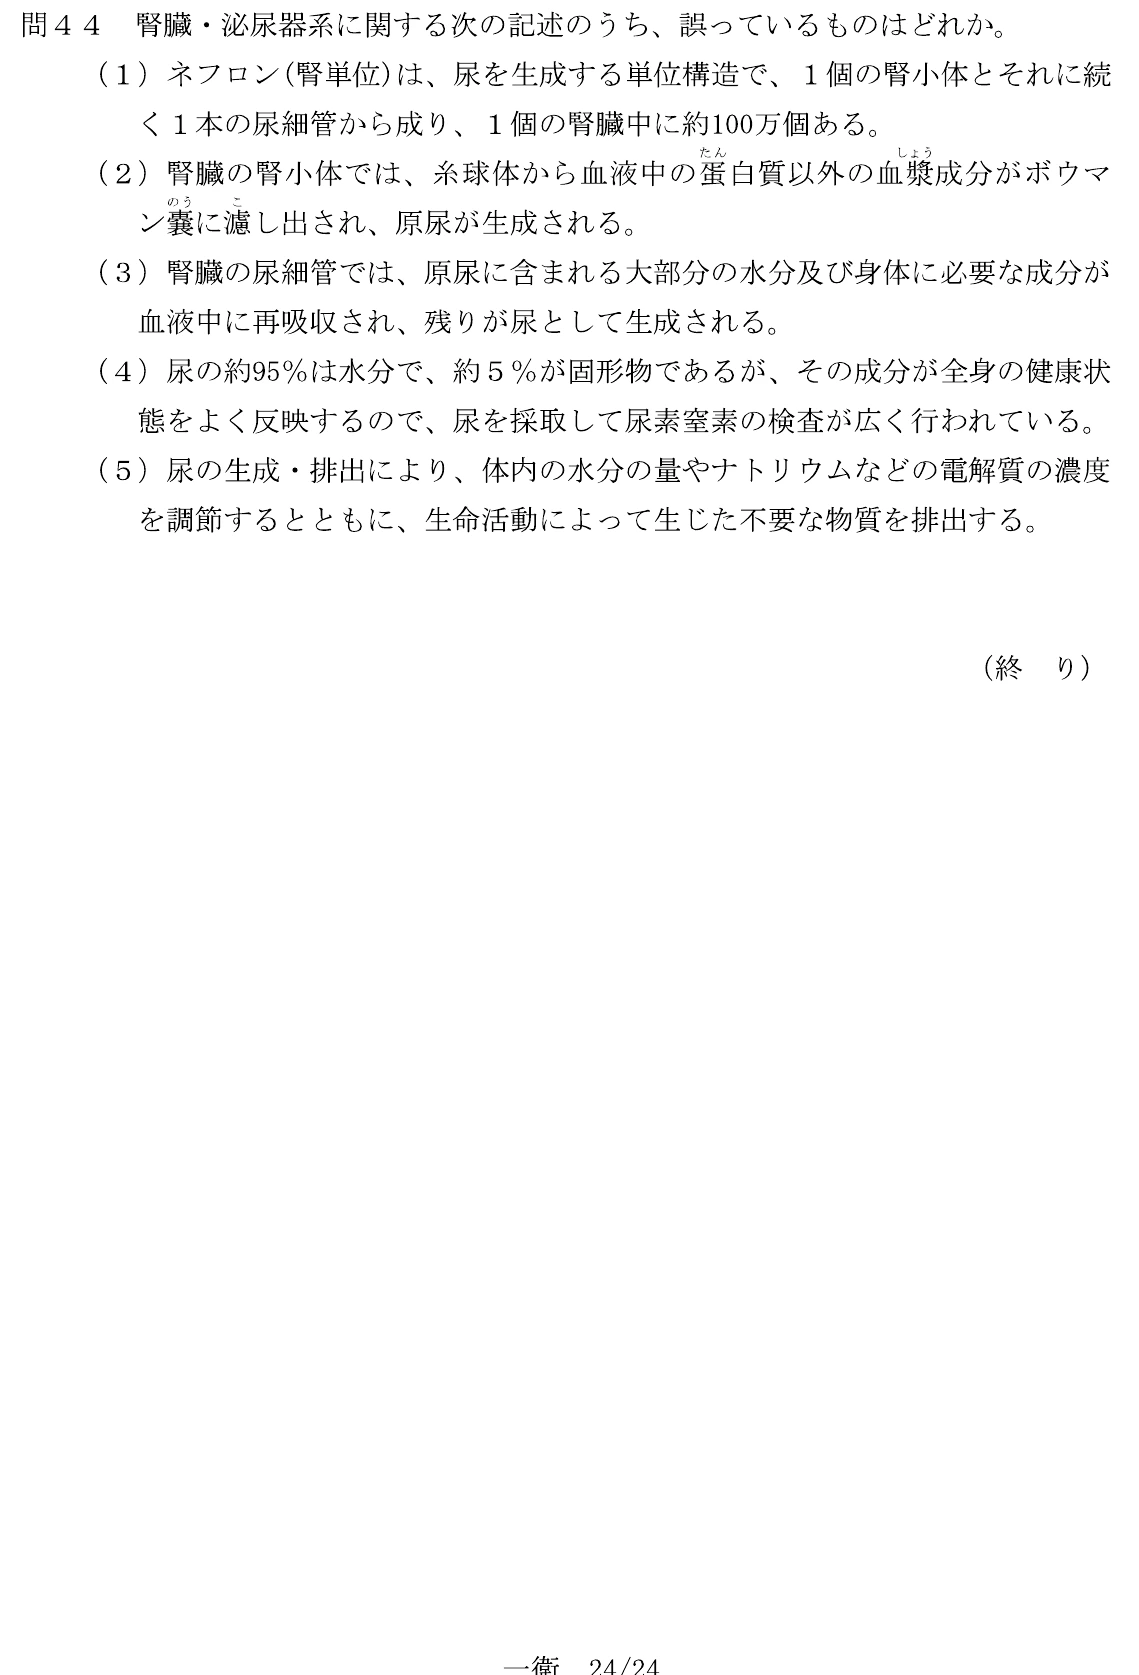 問４４　腎臓・泌尿器系に関する次の記述のうち、誤っているものはどれか。
（１）ネフロン(腎単位)は、尿を生成する単位構造で、１個の腎小体とそれに続
く１本の尿細管から成り、１個の腎臓中に約100万個ある。
たん　しょう
（２）腎臓の腎小体では、糸球体から血液中の蛋白質以外の血漿成分がボウマ
のう　こ
ン嚢に濾し出され、原尿が生成される。
（３）腎臓の尿細管では、原尿に含まれる大部分の水分及び身体に必要な成分が
血液中に再吸収され、残りが尿として生成される。
（４）尿の約95％は水分で、約５％が固形物であるが、その成分が全身の健康状
態をよく反映するので、尿を採取して尿素窒素の検査が広く行われている。
（５）尿の生成・排出により、体内の水分の量やナトリウムなどの電解質の濃度
を調節するとともに、生命活動によって生じた不要な物質を排出する。
（終　り）
一衛　24/24